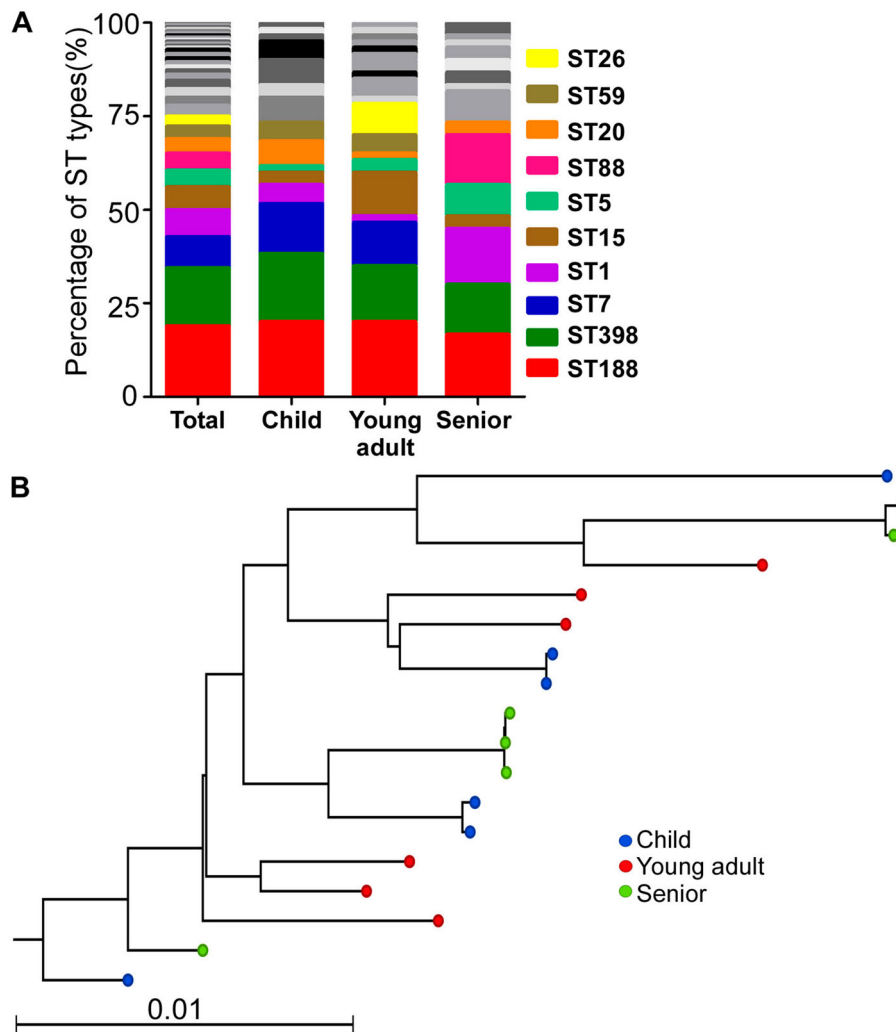 A
Percentage of ST types(%)
100
75
50
25
0
Total
Child
Young
adult
Senior
ST26
ST59
ST20
ST88
ST5
ST15
ST1
ST7
ST398
ST188
B
Child
Young adult
Senior
0.01